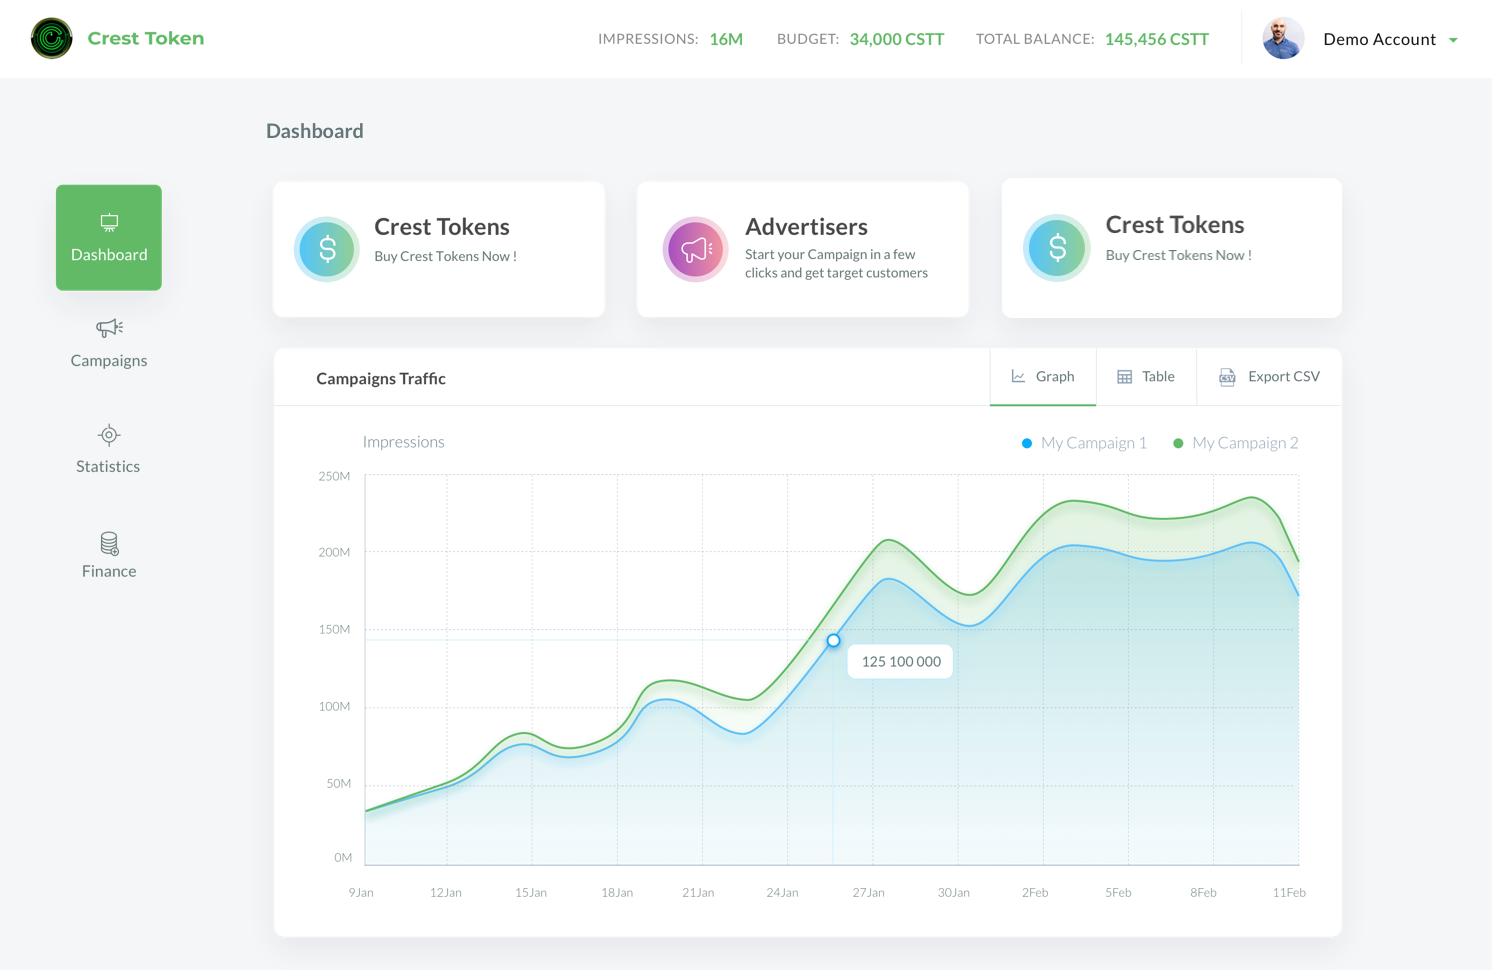 Crest Token
IMPRESSIONS: 16M
BUDGET: 34,000 CSTT
TOTAL BALANCE: 145,456 CSTT
Demo Account
Dashboard
Dashboard
Campaigns
Statistics
Finance
Crest Tokens
Buy Crest Tokens Now !
Advertisers
Start your Campaign in a few
clicks and get target customers
Crest Tokens
Buy Crest Tokens Now !
Campaigns Traffic
Graph
Table
CSV
Export CSV
Impressions
My Campaign 1
My Campaign 2
250M
200M
150M
100M
50M
0M
125 100 000
9Jan
12Jan
15Jan
18Jan
21Jan
24Jan
27Jan
30Jan
2Feb
5Feb
8Feb
11Feb